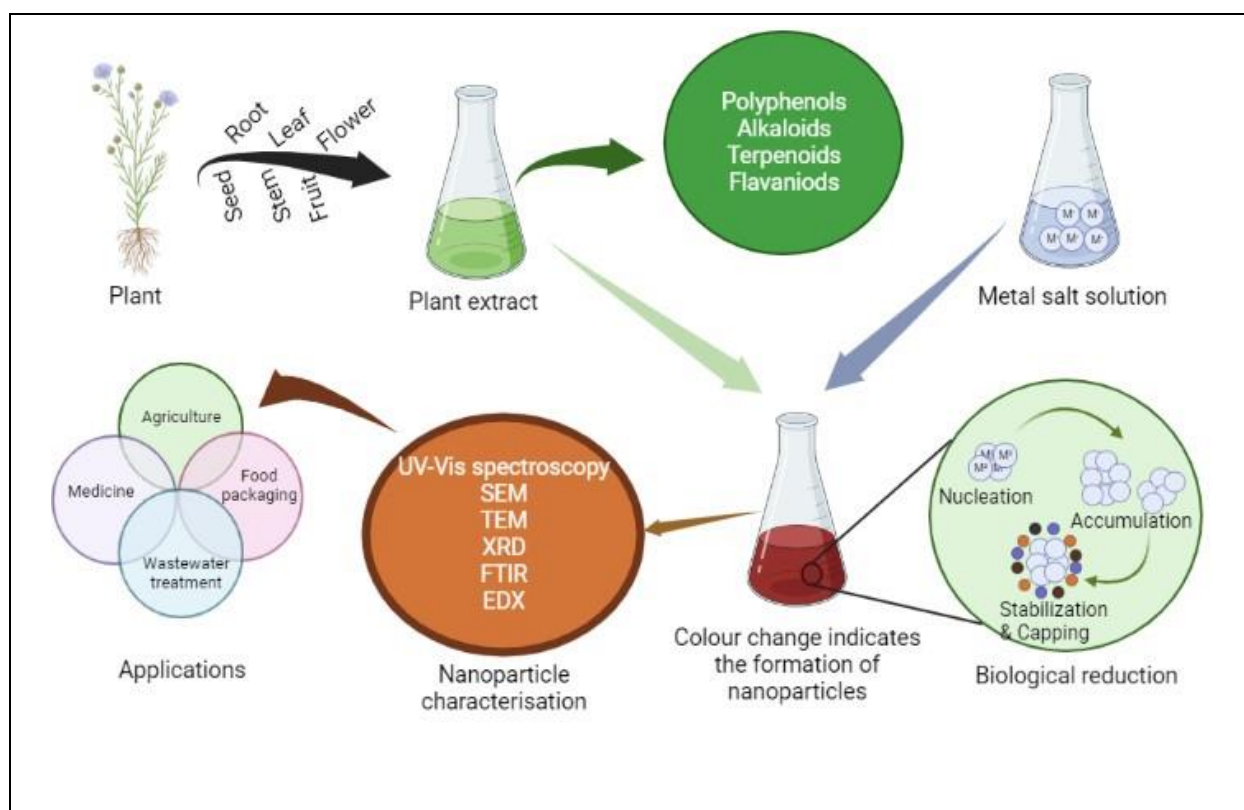 Root
Leaf
Flower
Seed
Stem
Fruit
Plant
Plant extract
Polyphenols
Alkaloids
Terpenoids
Flavaniods
M⁺ M⁺
M⁺ M⁺ M⁺
Metal salt solution
Agriculture
Medicine
Food
packaging
Wastewater
treatment
Applications
UV-Vis spectroscopy
SEM
TEM
XRD
FTIR
EDX
Nanoparticle
characterisation
Colour change indicates
the formation of
nanoparticles
Nucleation
Accumulation
Stabilization
& Capping
Biological reduction